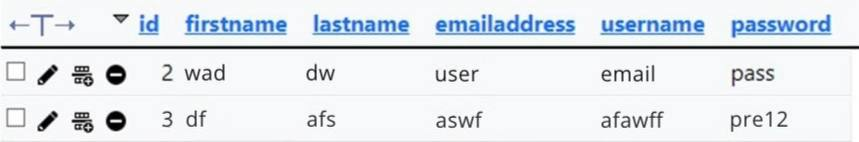 id firstname lastname emailaddress username password
2 wad dw user email pass
3 df afs aswf afawff pre12